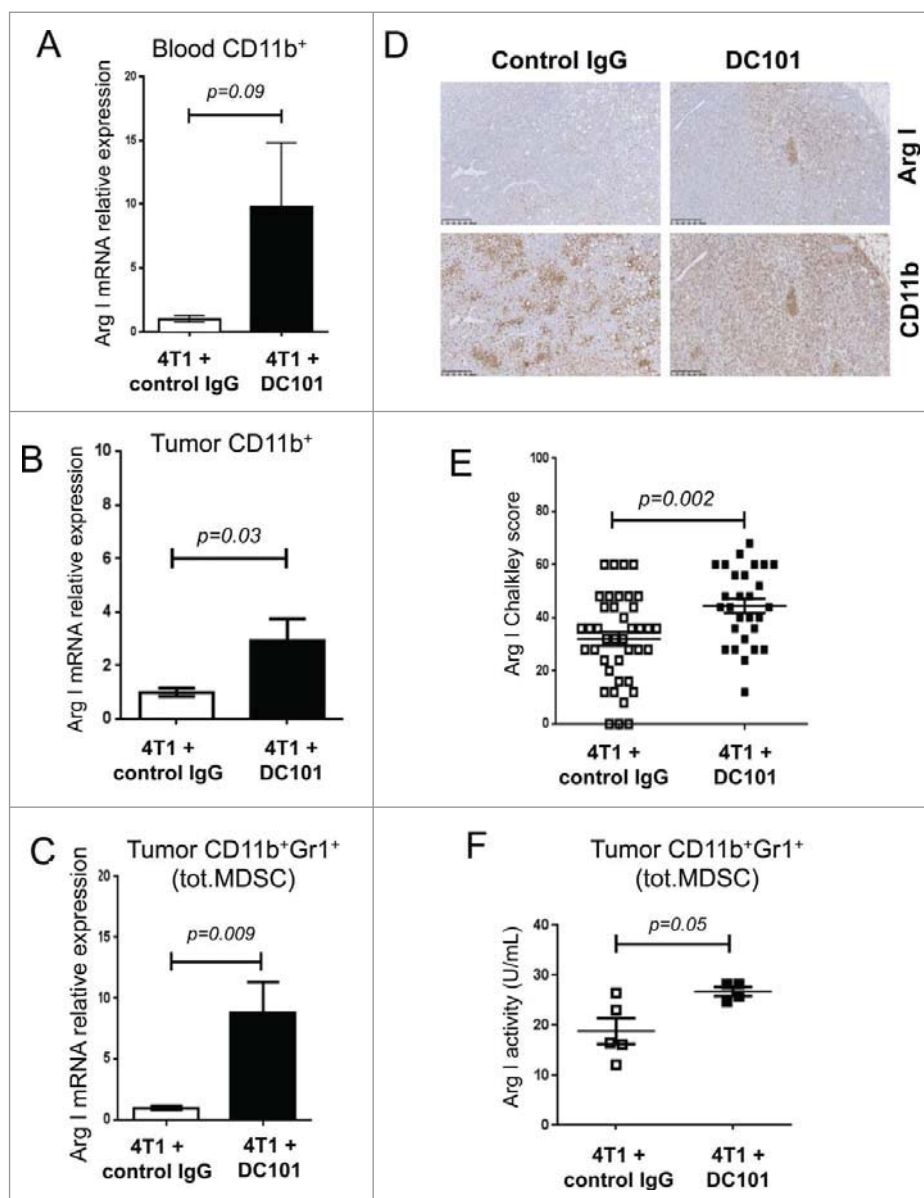 A
Blood CD11b⁺
Arg I mRNA relative expression
20
15
10
5
0
p=0.09
4T1 +
control IgG
4T1 +
DC101
D
Control IgG
DC101
Arg I
CD11b
B
Tumor CD11b⁺
Arg I mRNA relative expression
10
8
6
4
2
0
p=0.03
4T1 +
control IgG
4T1 +
DC101
E
Arg I Chalkley score
100
80
60
40
20
0
p=0.002
4T1 +
control IgG
4T1 +
DC101
C
Tumor CD11b⁺Gr1⁺
(tot.MDSC)
Arg I mRNA relative expression
20
15
10
5
0
p=0.009
4T1 +
control IgG
4T1 +
DC101
F
Tumor CD11b⁺Gr1⁺
(tot.MDSC)
Arg I activity (U/mL)
40
30
20
10
0
p=0.05
4T1 +
control IgG
4T1 +
DC101